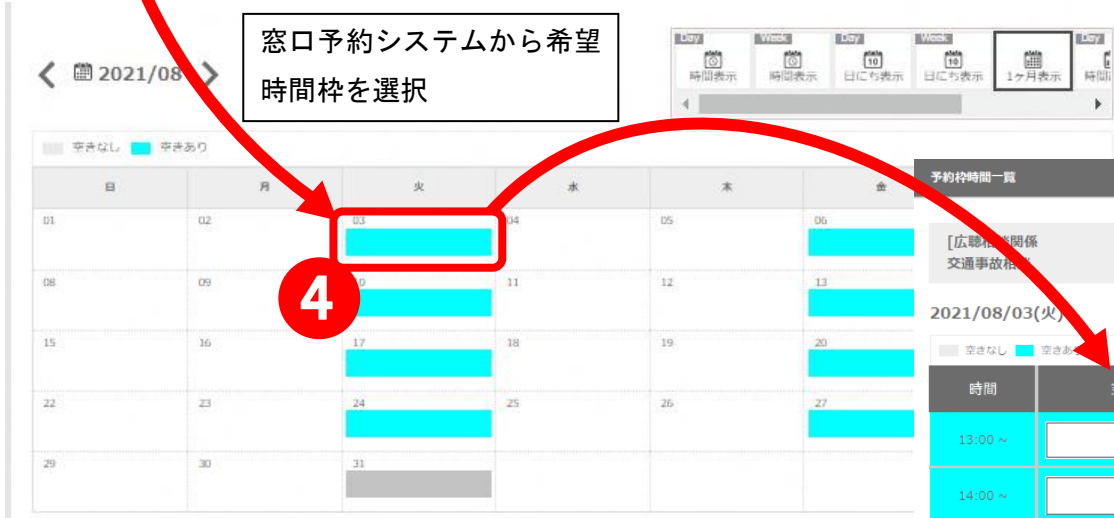 窓口予約システムから希望
時間枠を選択
2021/08
Day Week Day Week Day
時間表示 時間表示 日にち表示 日にち表示 1ヶ月表示 時間
空きなし 空きあり
日 月 火 水 木 金
01 02 03 04 05 06
08 09 10 11 12 13
15 16 17 18 19 20
22 23 24 25 26 27
29 30 31
4
予約枠時間一覧
[広聴相談関係
交通事故相
2021/08/03(火)
空きなし 空きあり
時間
13:00 ~
14:00 ~